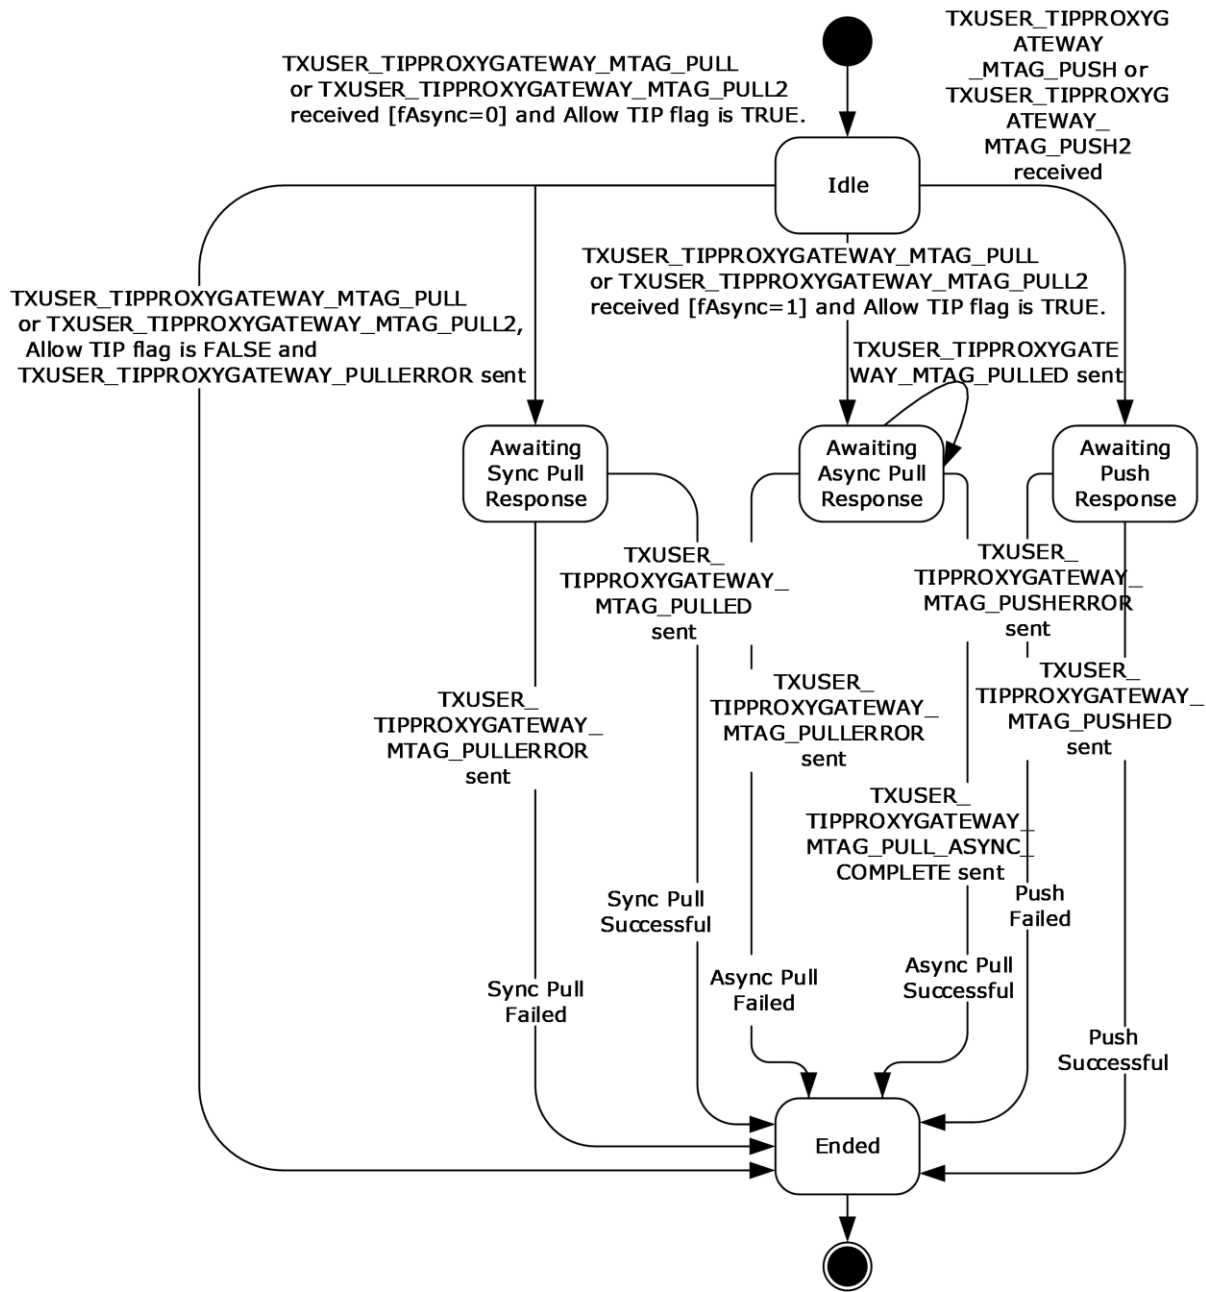 TXUSER_TIPPROXYG
ATEWAY
_MTAG_PUSH or
TXUSER_TIPPROXYG
ATEWAY_
MTAG_PUSH2
received
TXUSER_TIPPROXYGATEWAY_MTAG_PULL
or TXUSER_TIPPROXYGATEWAY_MTAG_PULL2
received [fAsync=0] and Allow TIP flag is TRUE.
Idle
TXUSER_TIPPROXYGATEWAY_MTAG_PULL
or TXUSER_TIPPROXYGATEWAY_MTAG_PULL2
received [fAsync=1] and Allow TIP flag is TRUE.
TXUSER_TIPPROXYGATEWAY_MTAG_PULL
or TXUSER_TIPPROXYGATEWAY_MTAG_PULL2,
Allow TIP flag is FALSE and
TXUSER_TIPPROXYGATEWAY_PULLERROR sent
TXUSER_TIPPROXYGATE
WAY_MTAG_PULLED sent
Awaiting
Sync Pull
Response
Awaiting
Async Pull
Response
Awaiting
Push
Response
TXUSER_
TIPPROXYGATEWAY_
MTAG_PULLED
sent
TXUSER_
TIPPROXYGATEWAY_
MTAG_PUSHERROR
sent
TXUSER_
TIPPROXYGATEWAY_
MTAG_PULLERROR
sent
TXUSER_
TIPPROXYGATEWAY_
MTAG_PULLERROR
sent
TXUSER_
TIPPROXYGATEWAY_
MTAG_PUSHED
sent
TXUSER_
TIPPROXYGATEWAY_
MTAG_PULL_ASYNC_
COMPLETE sent
Sync Pull
Successful
Push
Failed
Sync Pull
Failed
Async Pull
Failed
Async Pull
Successful
Push
Successful
Ended